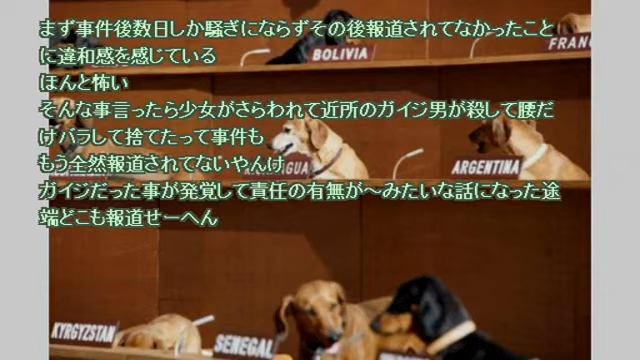 まず事件後数日しか騒ぎにならずその後報道されてなかったこと
に違和感を感じている
ほんと怖い
そんな事言ったら少女がさらわれて近所のガイジ男が殺して腰だ
けバラして捨てたって事件も
もう全然報道されてないやんけ
ガイジだった事が発覚して責任の有無が～みたいな話になった途
端どこも報道せーへん
BOLIVIA
FRANC
ARGENTINA
KYRGYZSTAN
SENEGAL